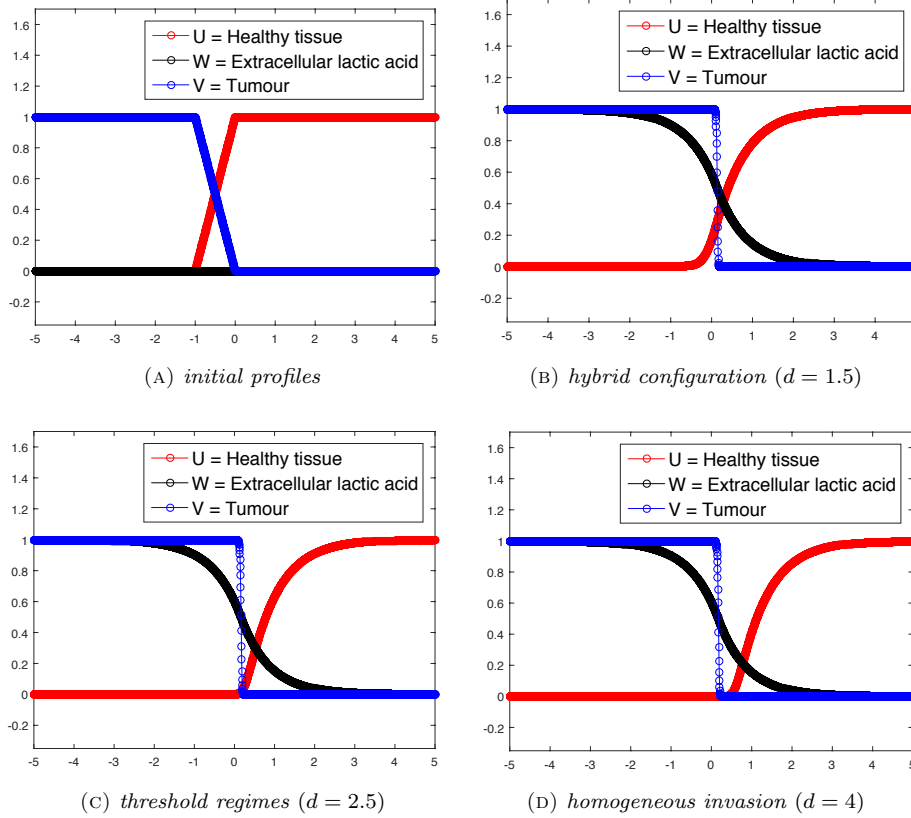 1.6
1.4
1.2
1
0.8
0.6
0.4
0.2
0
-0.2
-5 -4 -3 -2 -1 0 1 2 3 4 5
U = Healthy tissue
W = Extracellular lactic acid
V = Tumour
(A) initial profiles
1.6
1.4
1.2
1
0.8
0.6
0.4
0.2
0
-0.2
-5 -4 -3 -2 -1 0 1 2 3 4
U = Healthy tissue
W = Extracellular lactic acid
V = Tumour
(B) hybrid configuration (d = 1.5)
1.6
1.4
1.2
1
0.8
0.6
0.4
0.2
0
-0.2
-5 -4 -3 -2 -1 0 1 2 3 4 5
U = Healthy tissue
W = Extracellular lactic acid
V = Tumour
(C) threshold regimes (d = 2.5)
1.6
1.4
1.2
1
0.8
0.6
0.4
0.2
0
-0.2
-5 -4 -3 -2 -1 0 1 2 3 4 5
U = Healthy tissue
W = Extracellular lactic acid
V = Tumour
(D) homogeneous invasion (d = 4)